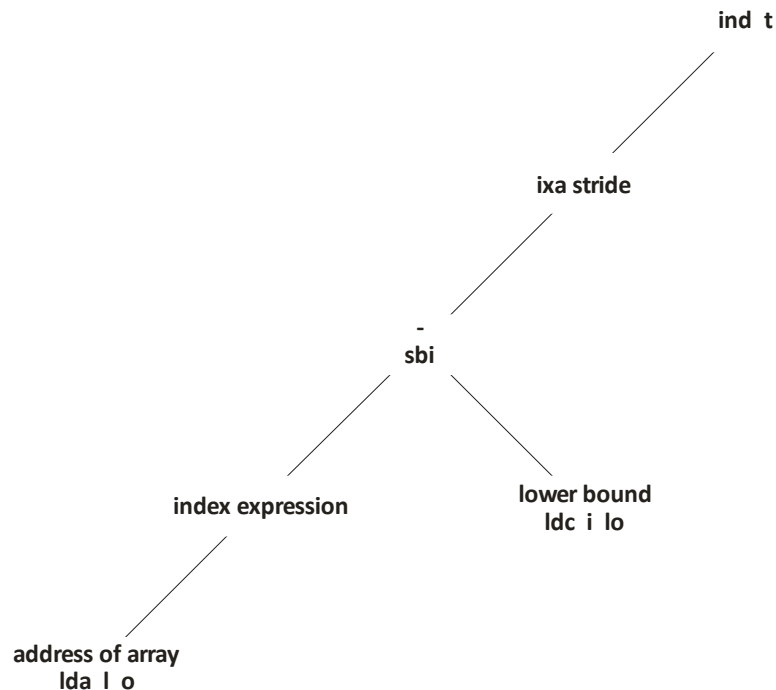 ind t
ixa stride
-
sbi
index expression
lower bound
ldc i lo
address of array
lda l o